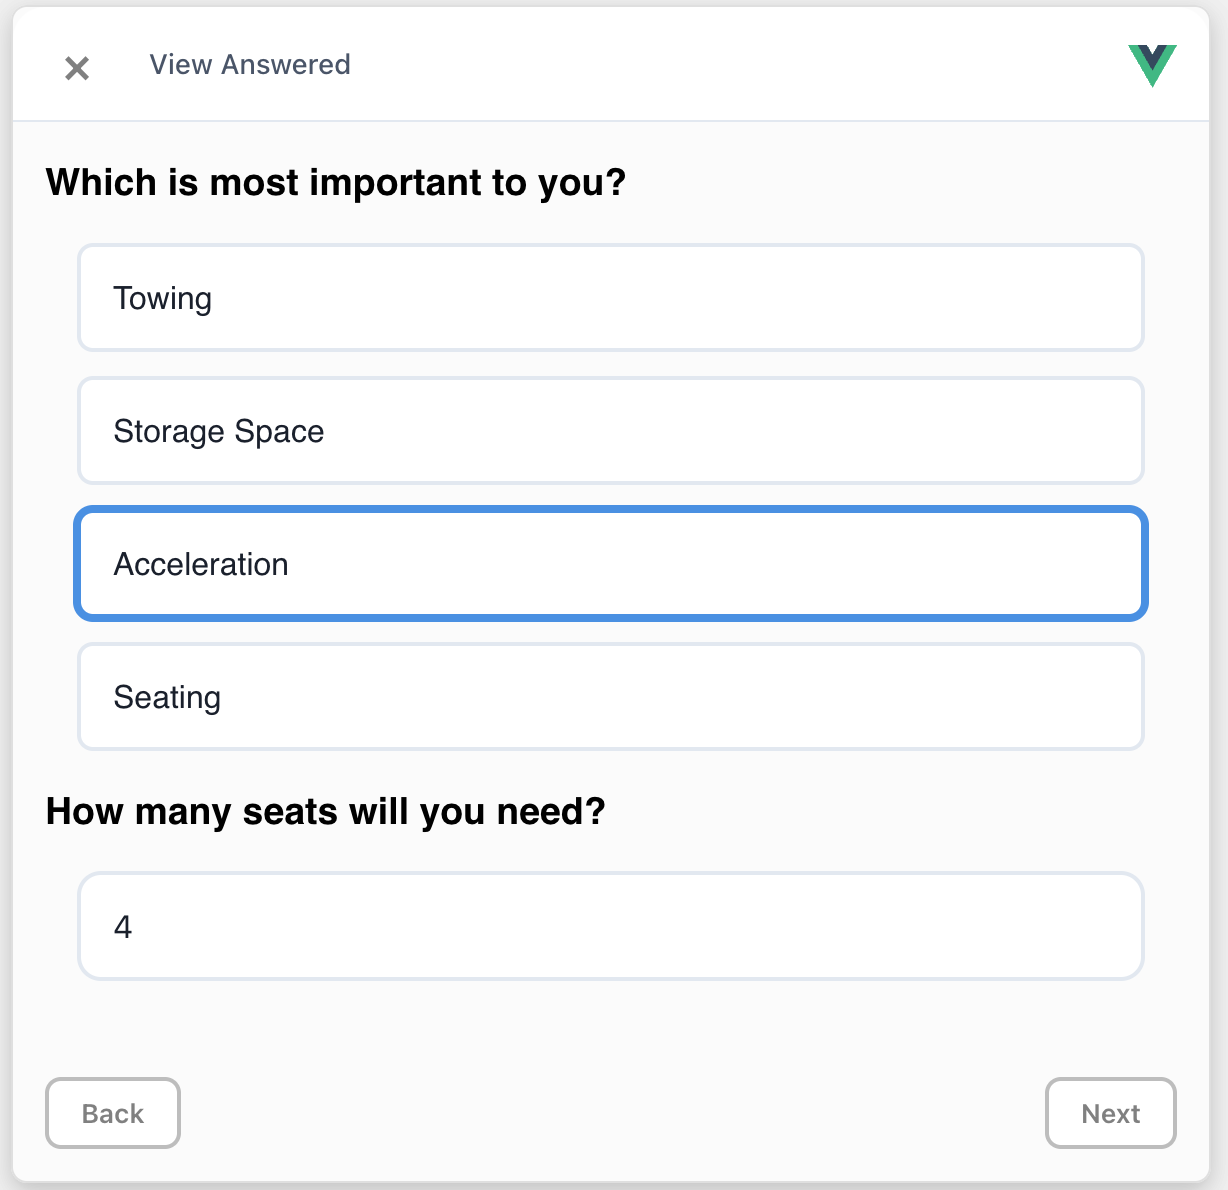 View Answered
Which is most important to you?
Towing
Storage Space
Acceleration
Seating
How many seats will you need?
4
Back
Next